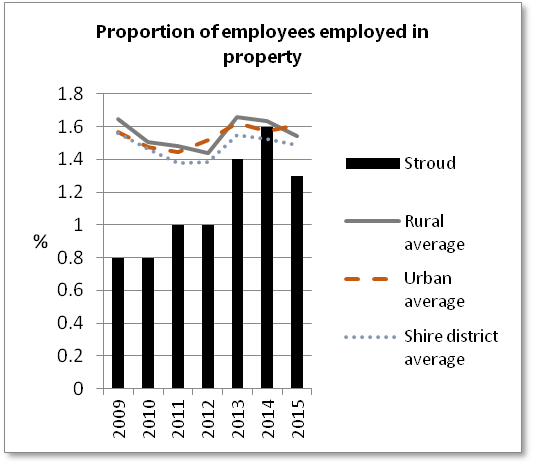 Proportion of employees employed in
property
1.8
1.6
1.4
1.2
1
0.8
0.6
0.4
0.2
0
%
2009
2010
2011
2012
2013
2014
2015
Stroud
Rural
average
Urban
average
Shire district
average